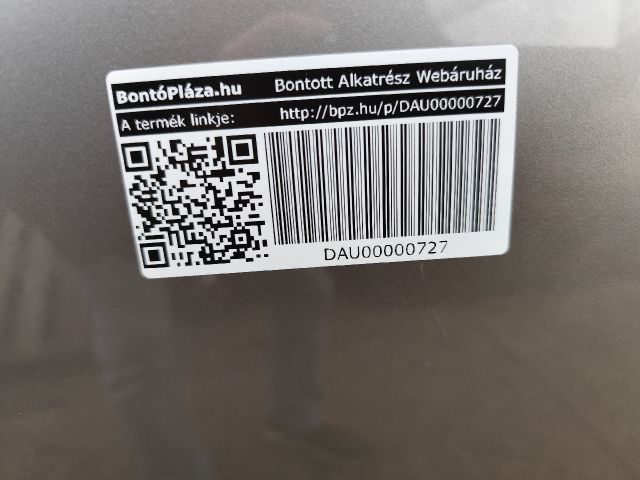 BontóPláza.hu Bontott Alkatrész Webáruház
A termék linkje: http://bpz.hu/p/DAU00000727
DAU00000727